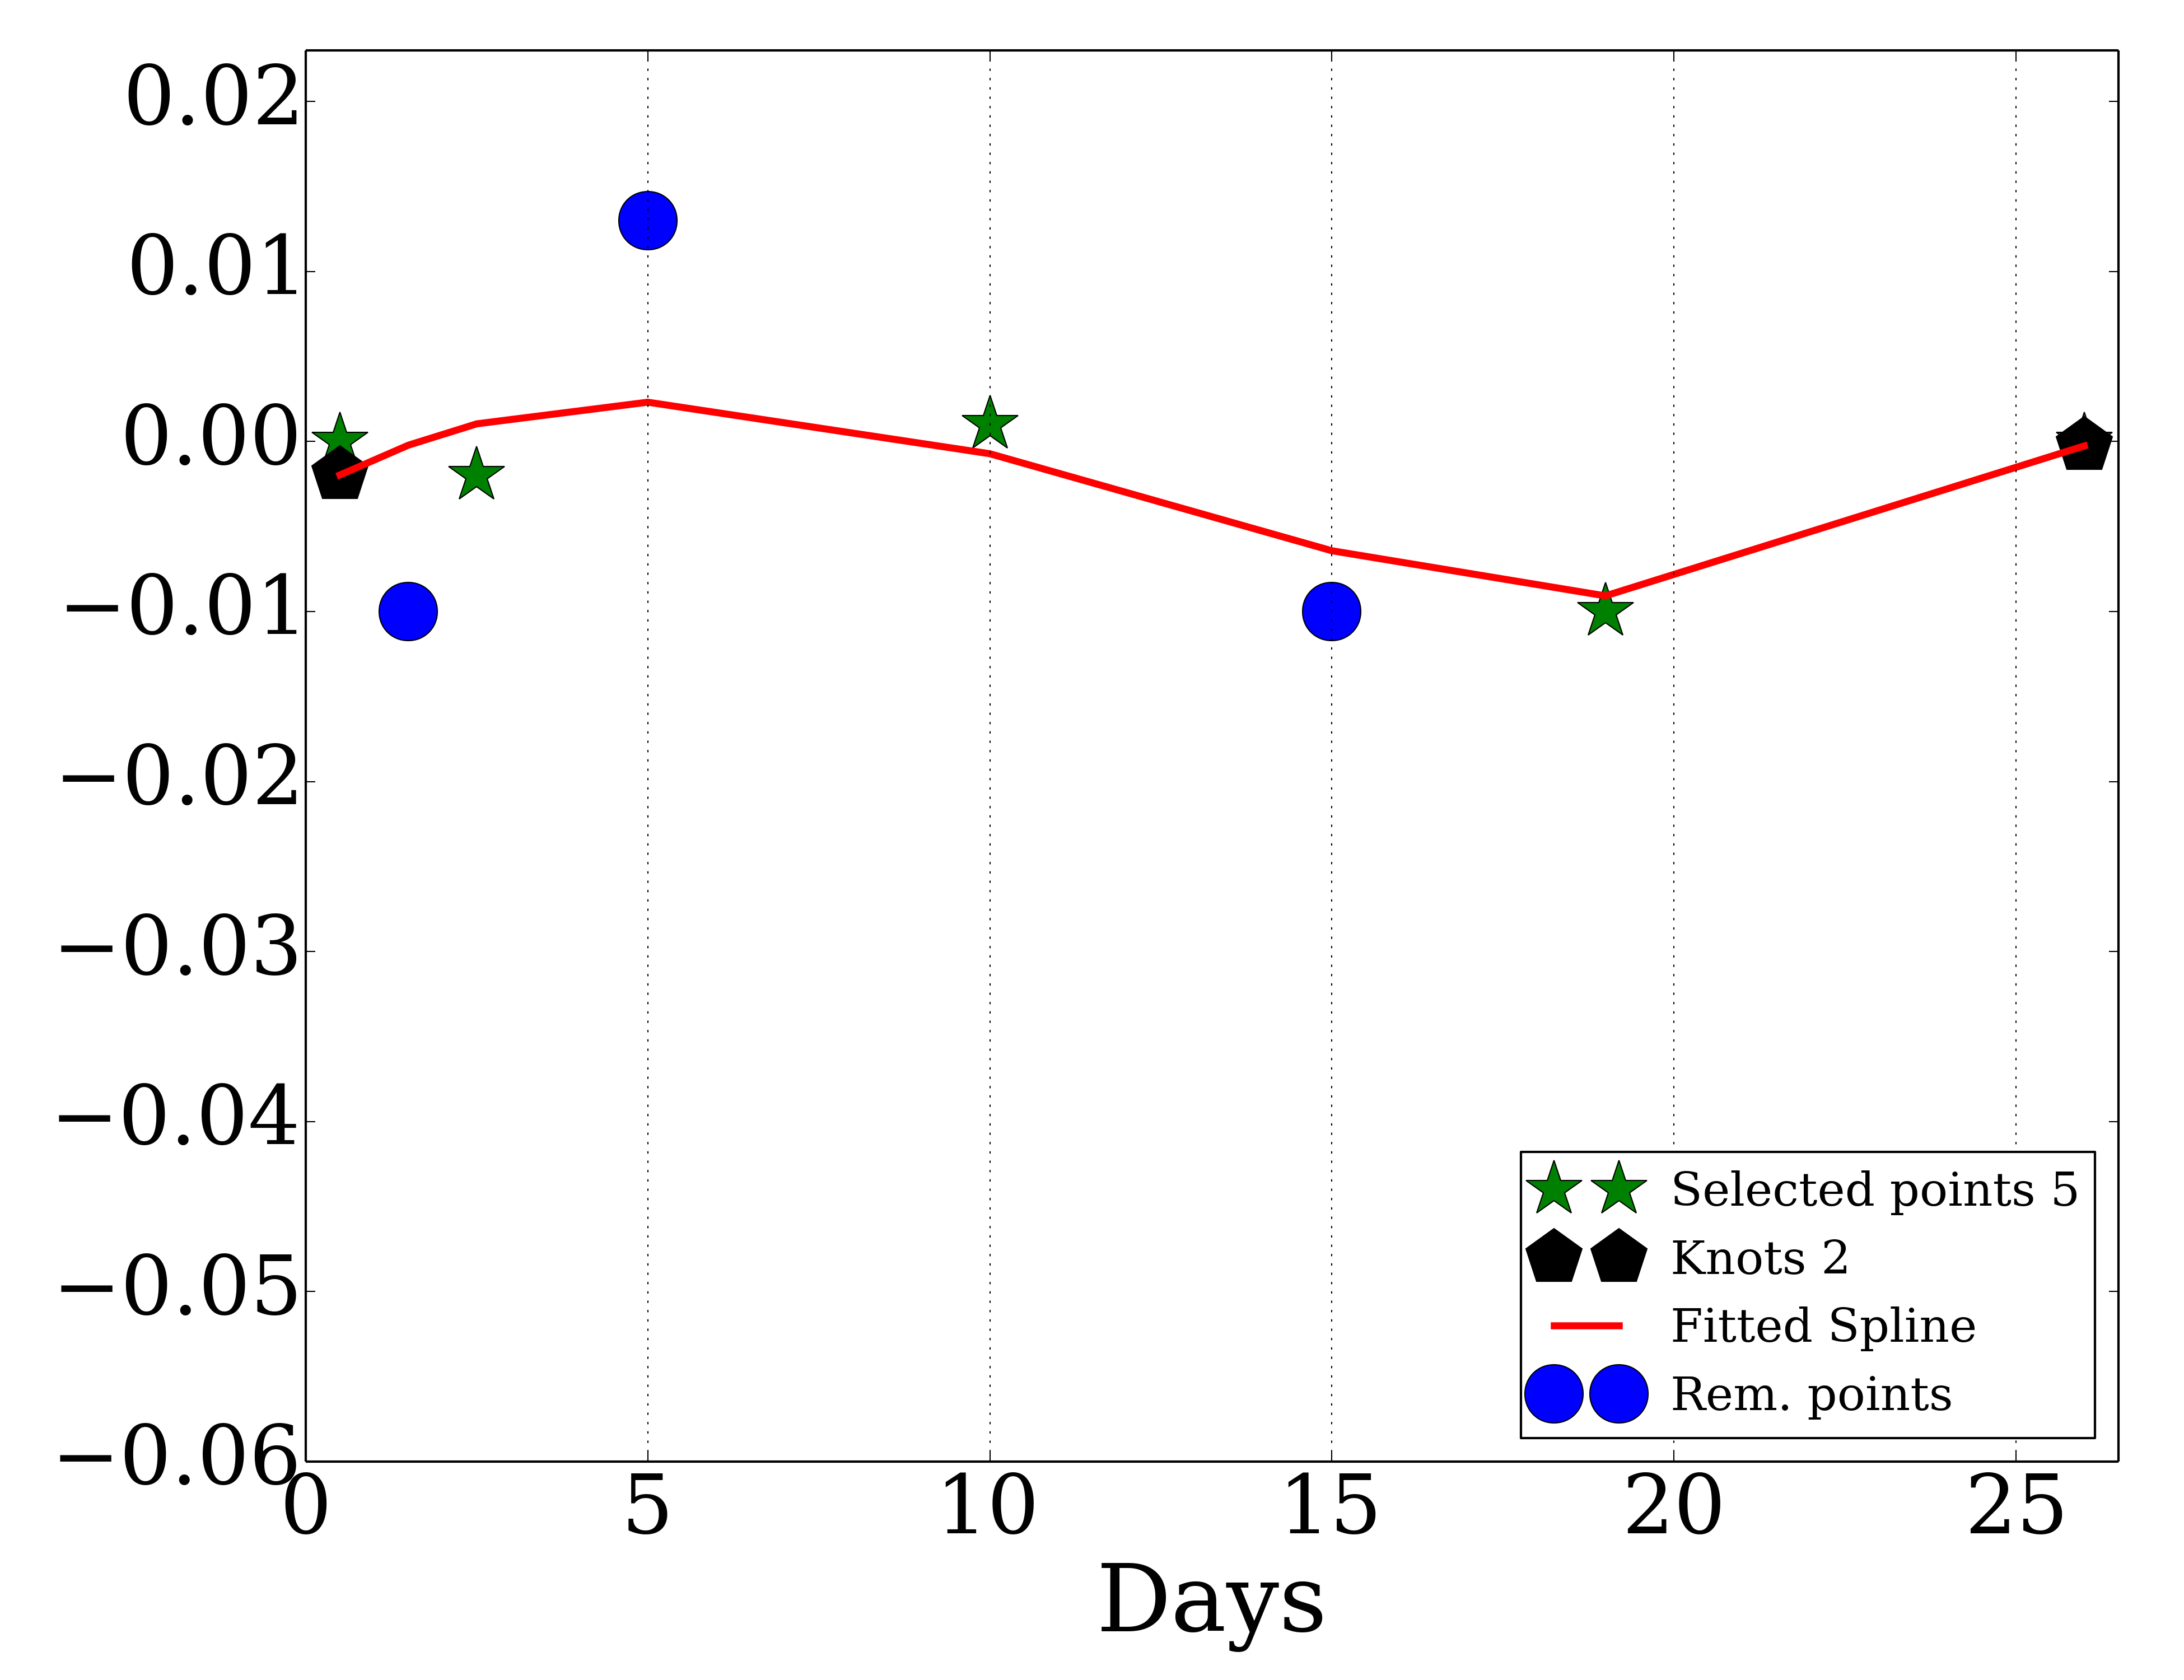 0.02
0.01
0.00
−0.01
−0.02
−0.03
−0.04
−0.05
−0.06
0 5 10 15 20 25
Days
Selected points 5
Knots 2
Fitted Spline
Rem. points